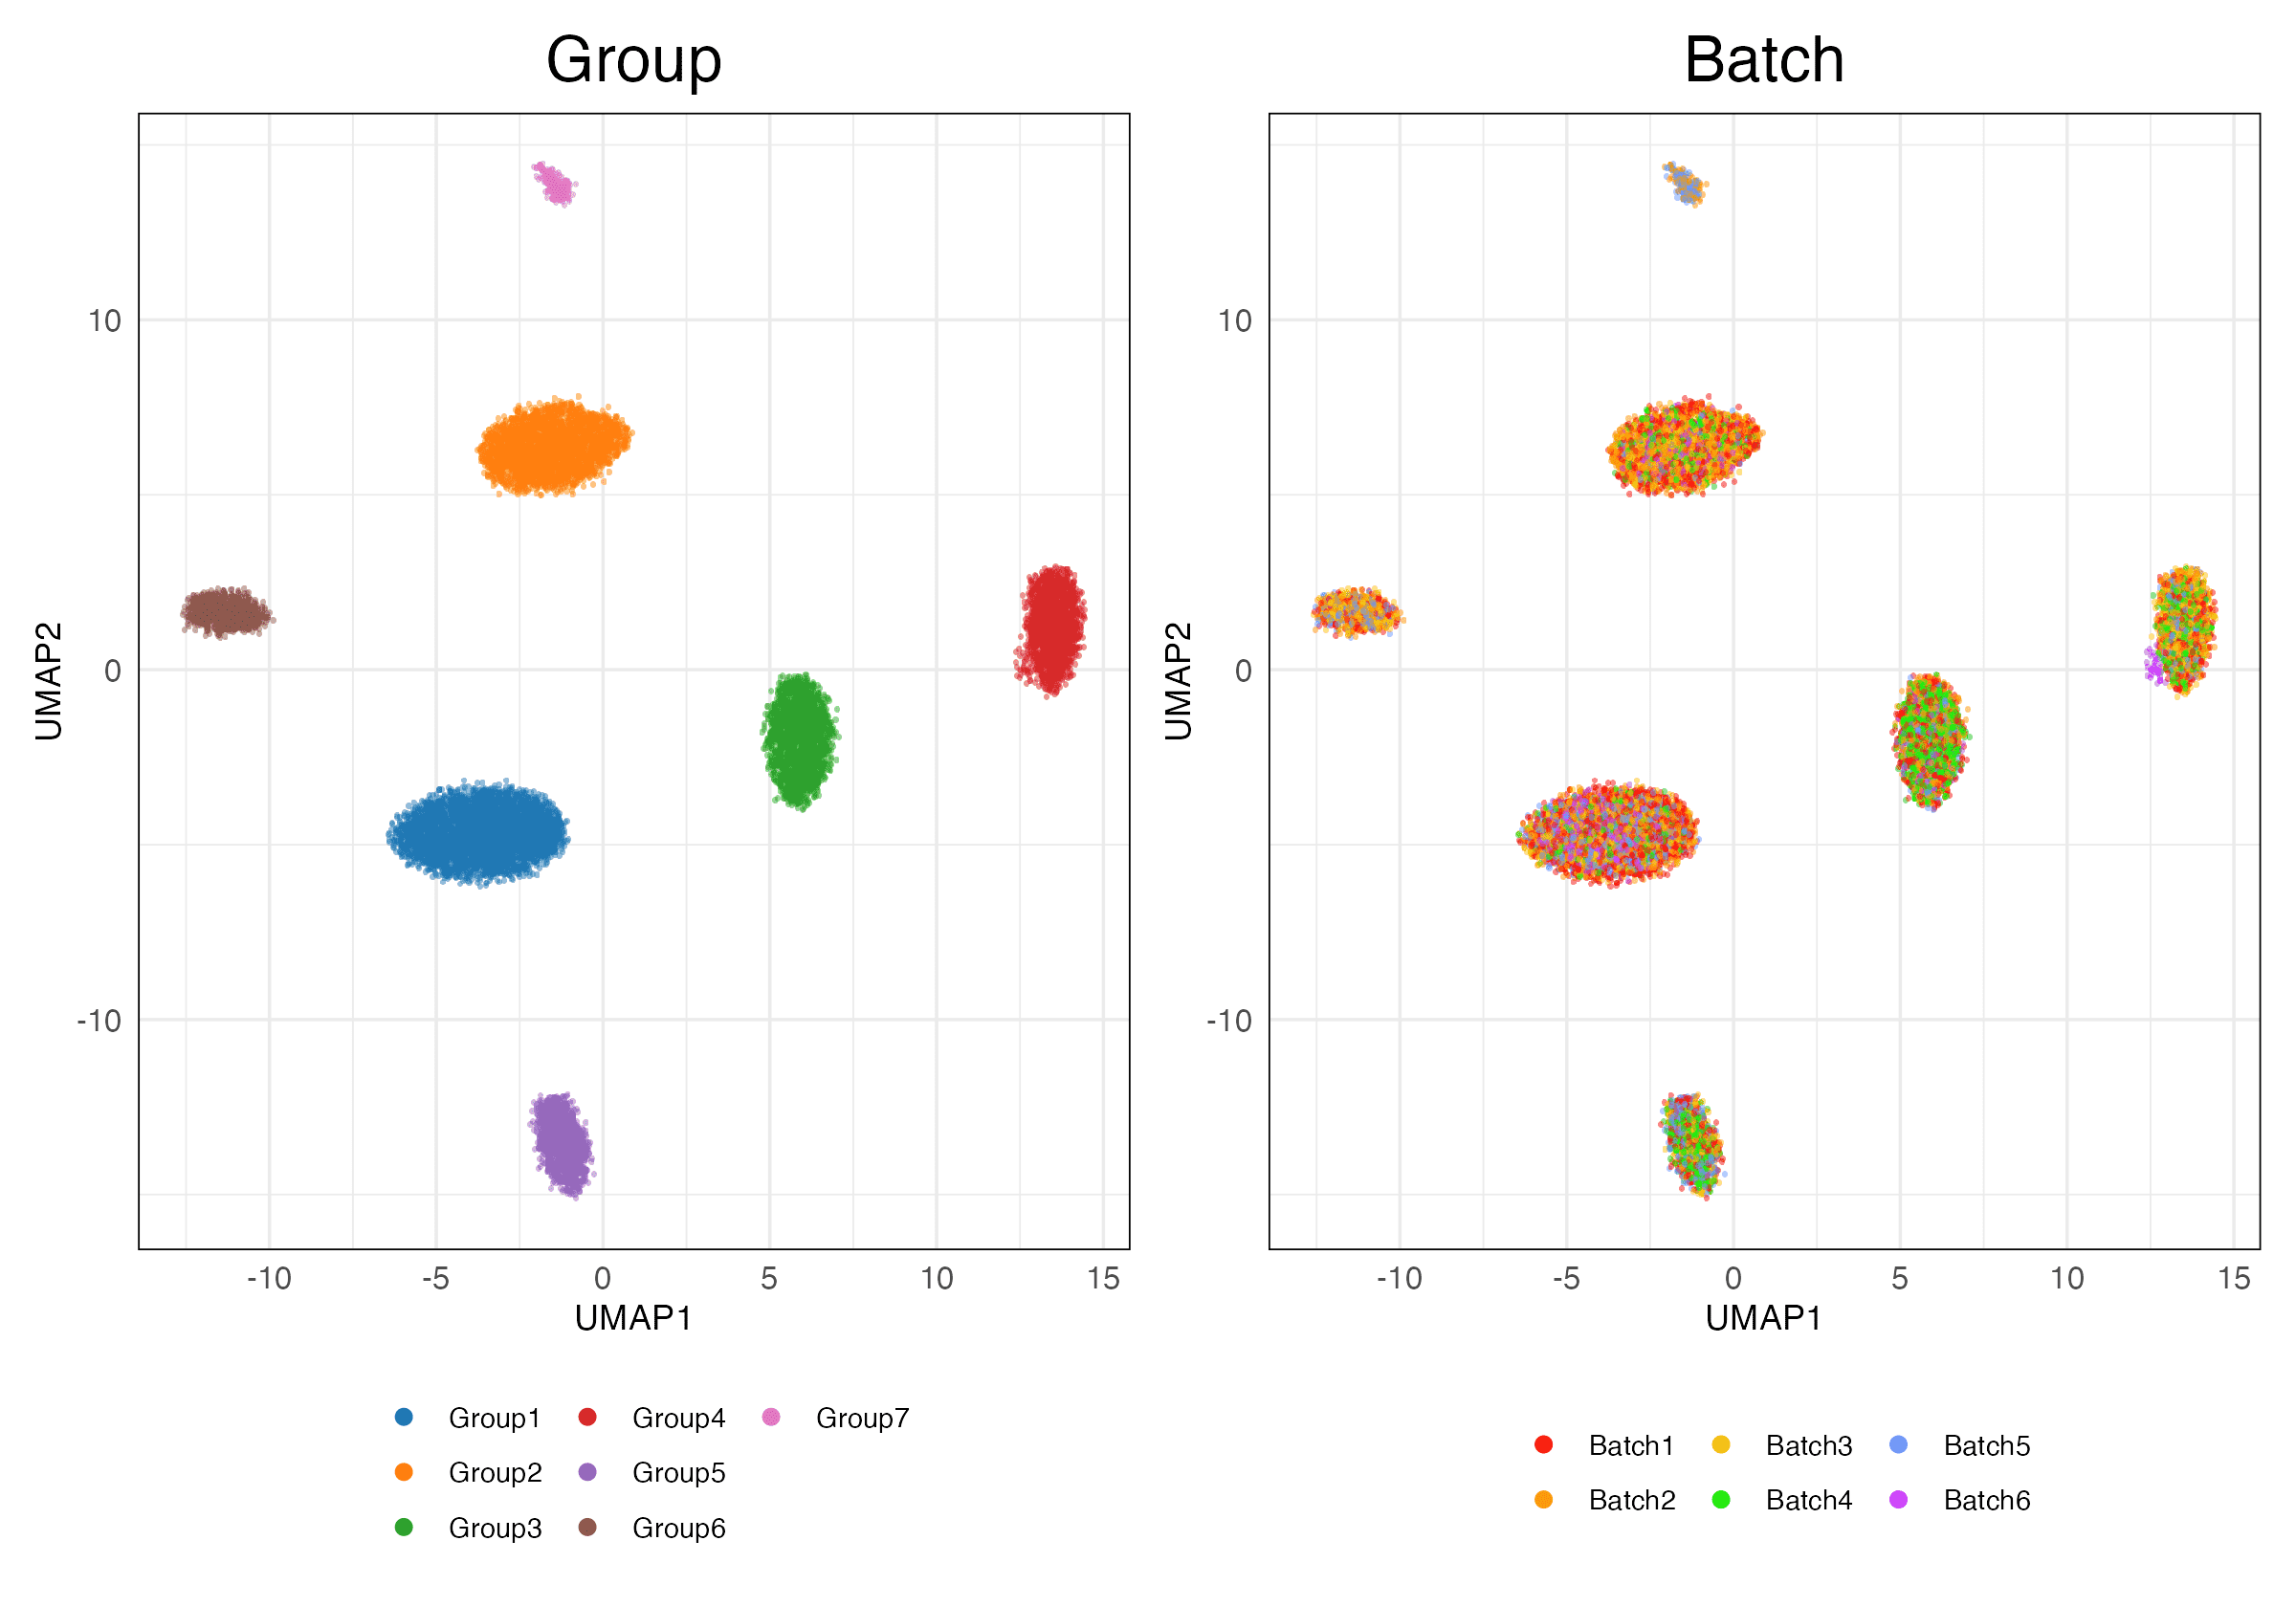 Group
Batch
UMAP2
10
0
-10
-10 -5 0 5 10 15
UMAP1
UMAP2
10
0
-10
-10 -5 0 5 10 15
UMAP1
Group1 Group4 Group7
Group2 Group5
Group3 Group6
Batch1 Batch3 Batch5
Batch2 Batch4 Batch6